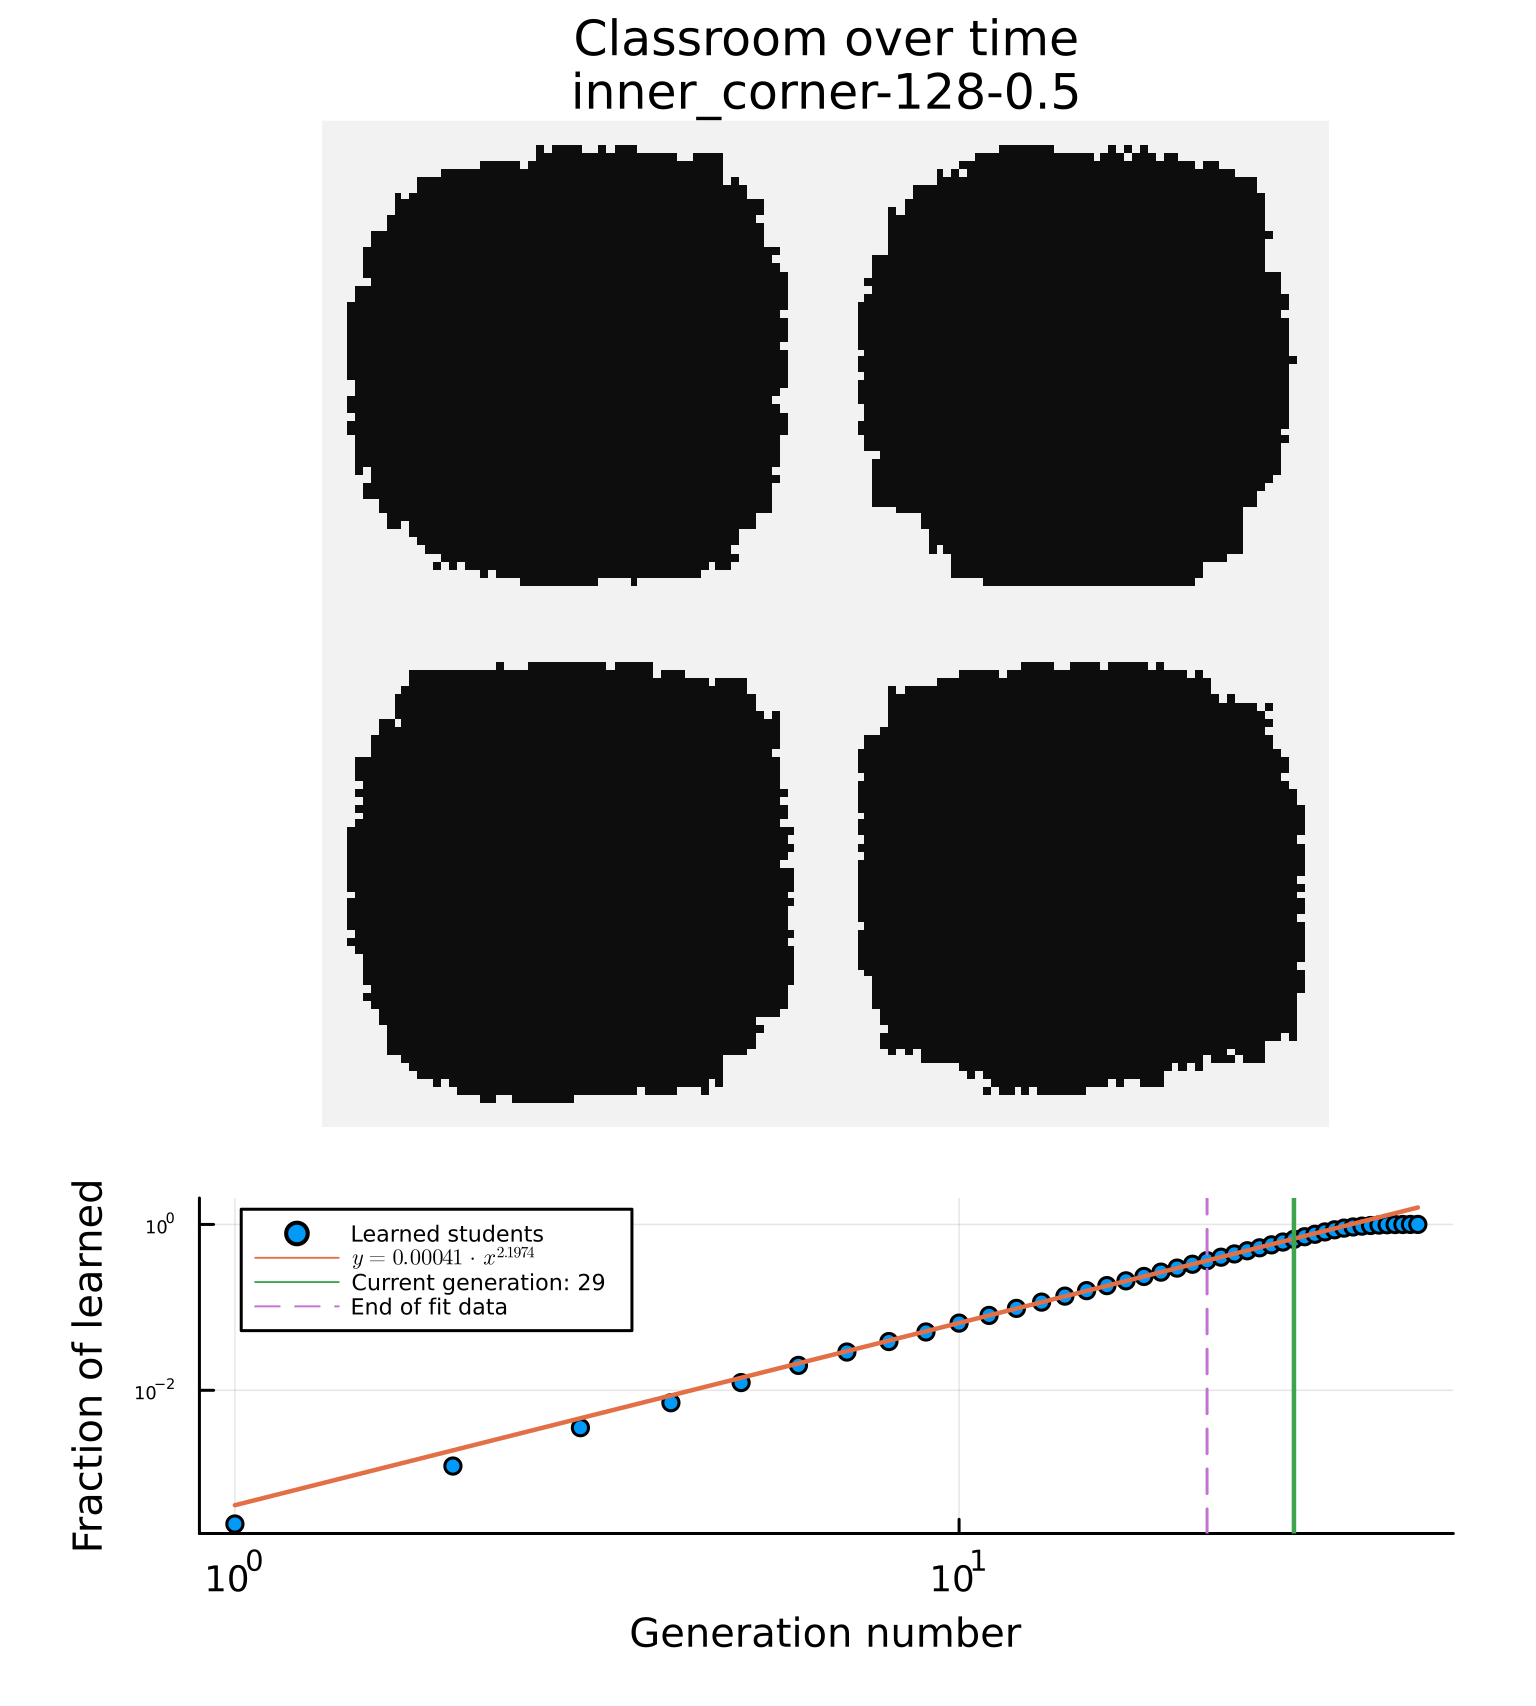 Classroom over time
inner_corner-128-0.5
Fraction of learned
10^0
10^−2
Learned students
y = 0.00041 · x^2.1974
Current generation: 29
End of fit data
10^0
10^1
Generation number